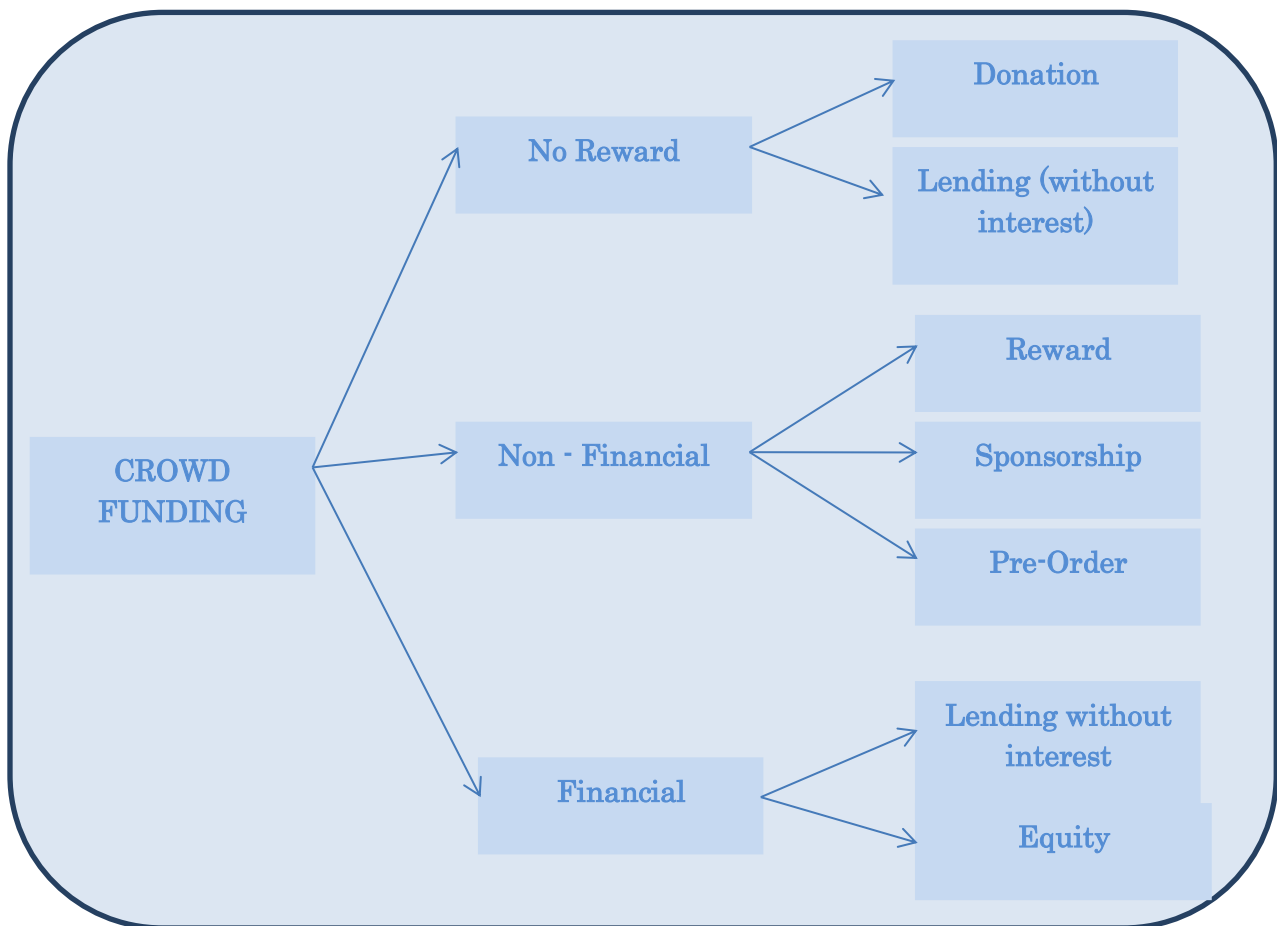 Donation
No Reward
Lending (without
interest)
Reward
CROWD
FUNDING
Non - Financial
Sponsorship
Pre-Order
Lending without
interest
Financial
Equity